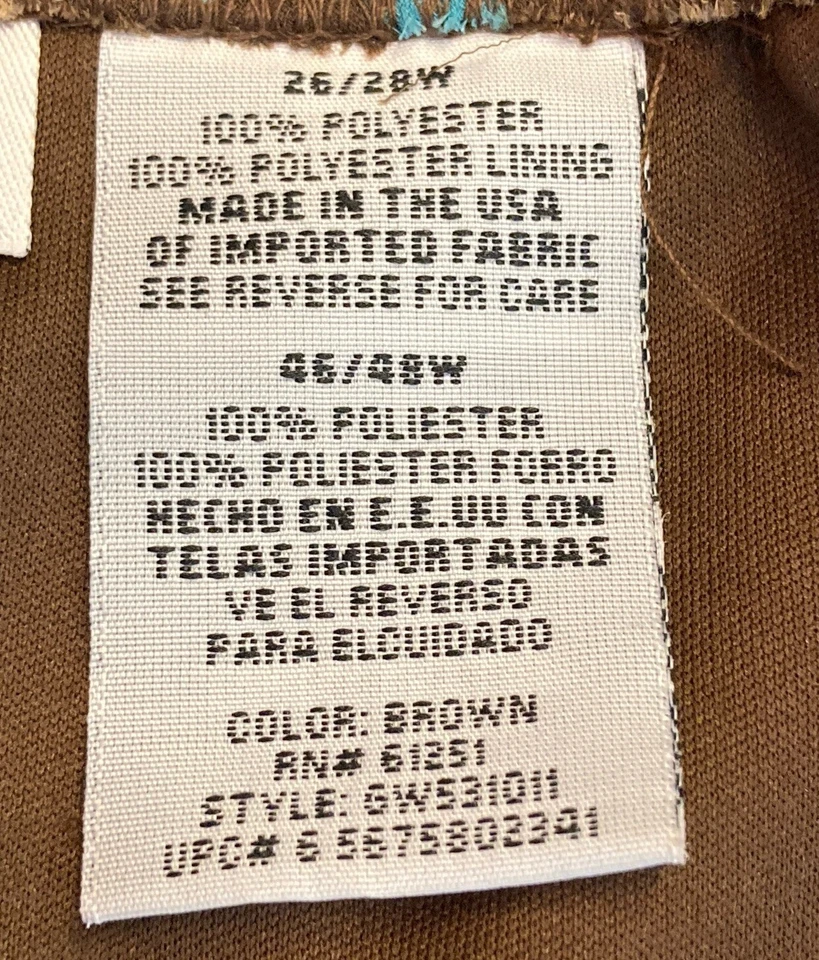 26/28W
100% POLYESTER
100% POLYESTER LINING
MADE IN THE USA
OF IMPORTED FABRIC
SEE REVERSE FOR CARE
46/48W
100% POLIESTER
100% POLIESTER FORRO
HECHO EN E.E.UU CON
TELAS IMPORTADAS
VE EL REVERSO
PARA ELCUIDADO
COLOR: BROWN
RN# 61251
STYLE: GW531011
UPC# 6 5675802341